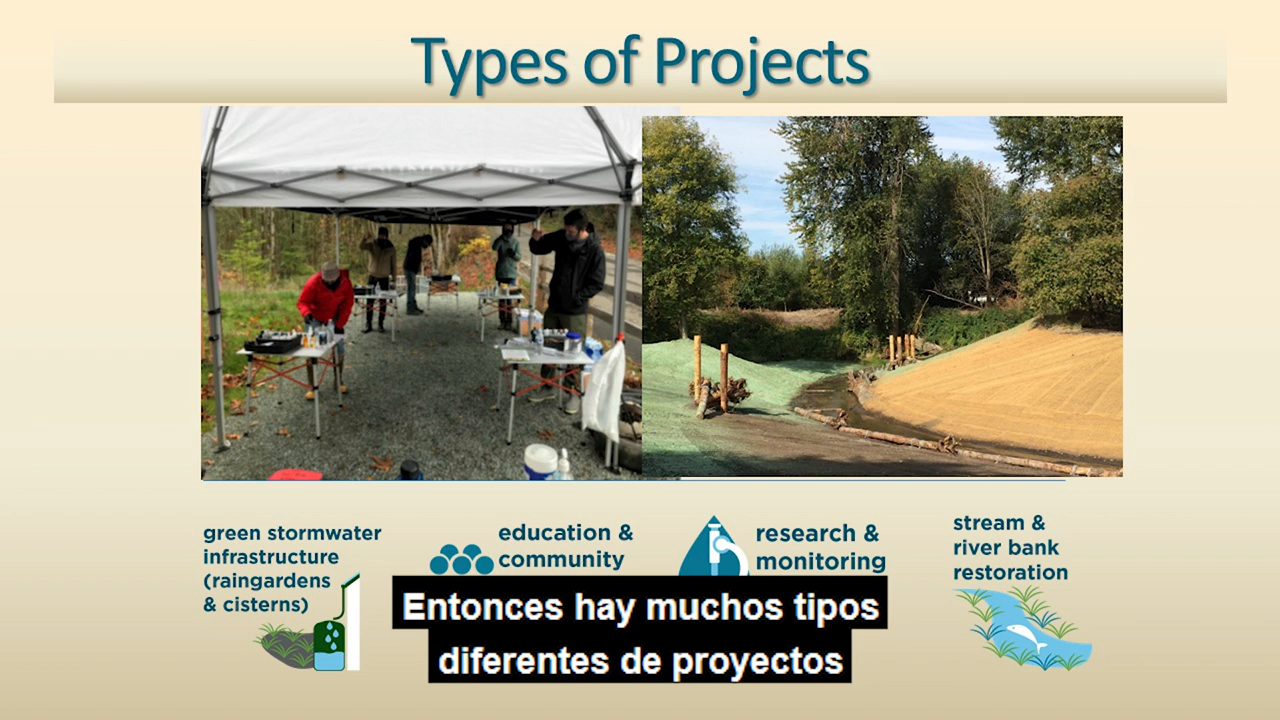 Types of Projects
green stormwater
infrastructure
(raingardens
& cisterns)
education &
community
research &
monitoring
stream &
river bank
restoration
Entonces hay muchos tipos
diferentes de proyectos